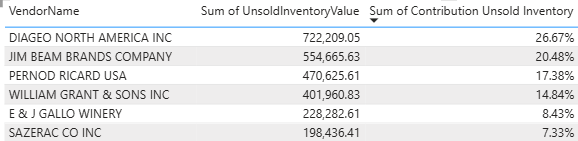 VendorName Sum of UnsoldInventoryValue Sum of Contribution Unsold Inventory
DIAGEO NORTH AMERICA INC 722,209.05 26.67%
JIM BEAM BRANDS COMPANY 554,665.63 20.48%
PERNOD RICARD USA 470,625.61 17.38%
WILLIAM GRANT & SONS INC 401,960.83 14.84%
E & J GALLO WINERY 228,282.61 8.43%
SAZERAC CO INC 198,436.41 7.33%